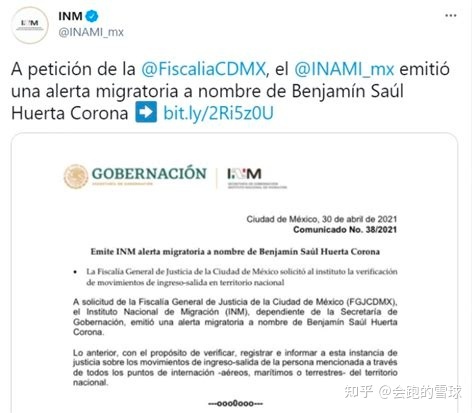 INM
@INAMI_mx
A petición de la @FiscaliaCDMX, el @INAMI_mx emitió
una alerta migratoria a nombre de Benjamín Saúl
Huerta Corona ➡ bit.ly/2Ri5z0U
GOBERNACIÓN
SECRETARÍA DE GOBERNACIÓN
INM
SECRETARÍA DE GOBERNACIÓN
INSTITUTO NACIONAL DE MIGRACIÓN
Ciudad de México, 30 de abril de 2021
Comunicado No. 38/2021
Emite INM alerta migratoria a nombre de Benjamín Saúl Huerta Corona
• La Fiscalía General de Justicia de la Ciudad de México solicitó al instituto la verificación
de movimientos de ingreso-salida en territorio nacional
A solicitud de la Fiscalía General de Justicia de la Ciudad de México (FGJCDMX),
el Instituto Nacional de Migración (INM), dependiente de la Secretaría de
Gobernación, emitió una alerta migratoria a nombre de Benjamín Saúl Huerta
Corona.
Lo anterior, con el propósito de verificar, registrar e informar a esta instancia de
justicia sobre los movimientos de ingreso-salida de la persona mencionada a través
de todos los puntos de internación -aéreos, marítimos o terrestres- del territorio
nacional.
---ooo0ooo---
知乎 @会跑的雪球